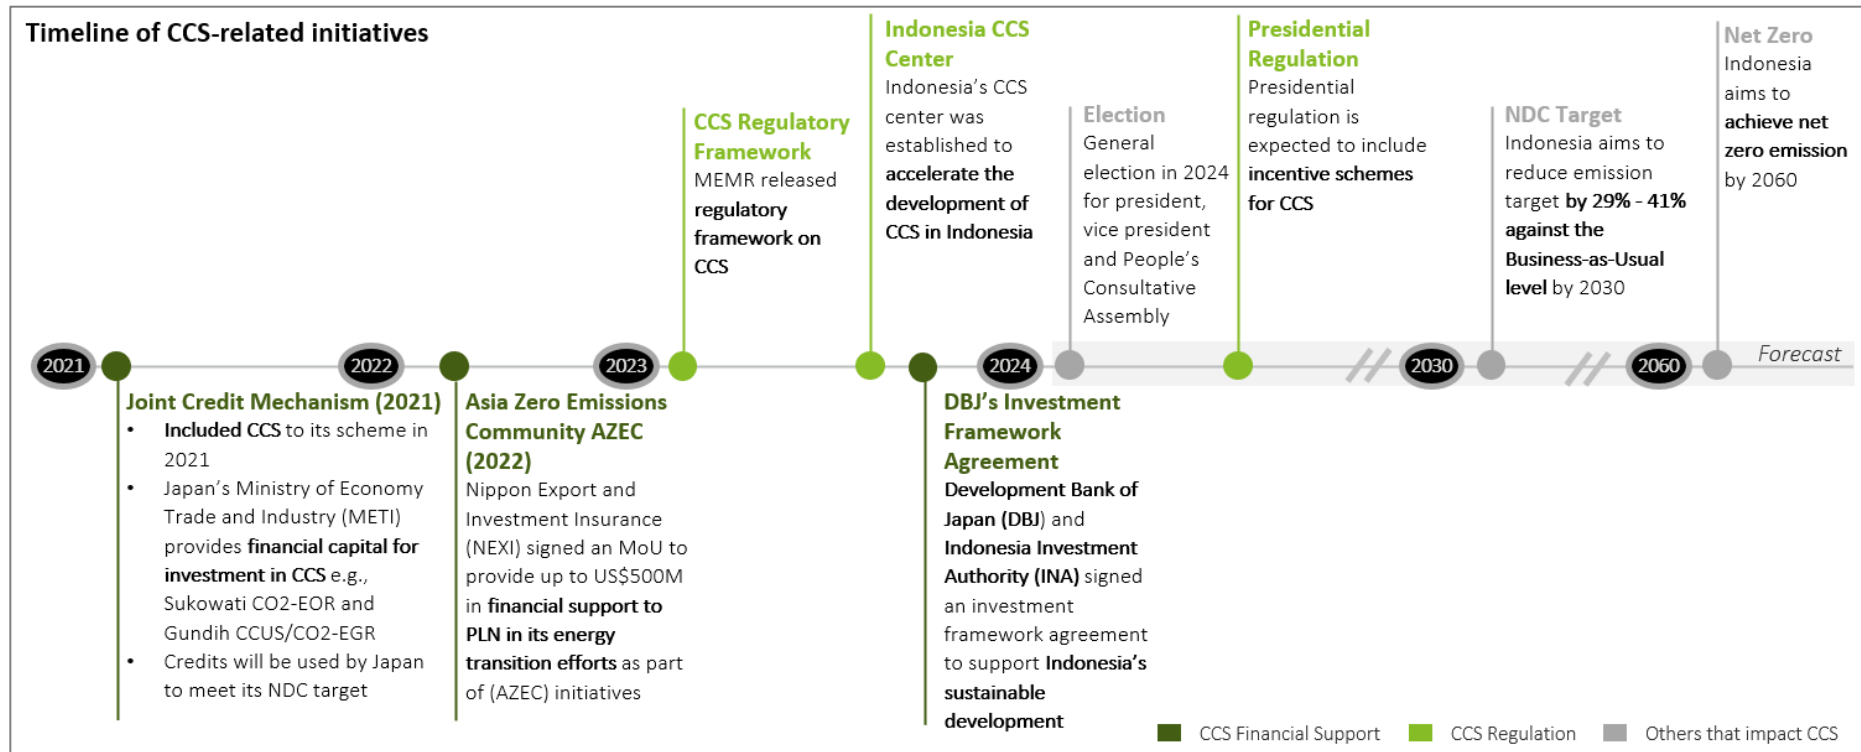 Timeline of CCS-related initiatives
CCS Regulatory
Framework
MEMR released
regulatory
framework on
CCS
Indonesia CCS
Center
Indonesia's CCS
center was
established to
accelerate the
development of
CCS in Indonesia
Election
General
election in 2024
for president,
vice president
and People's
Consultative
Assembly
Presidential
Regulation
Presidential
regulation is
expected to include
incentive schemes
for CCS
NDC Target
Indonesia aims to
reduce emission
target by 29% - 41%
against the
Business-as-Usual
level by 2030
Net Zero
Indonesia
aims to
achieve net
zero emission
by 2060
2021
2022
2023
2024
2030
2060
Forecast
Joint Credit Mechanism (2021)
• Included CCS to its scheme in
2021
• Japan's Ministry of Economy
Trade and Industry (METI)
provides financial capital for
investment in CCS e.g.,
Sukowati CO2-EOR and
Gundih CCUS/CO2-EGR
• Credits will be used by Japan
to meet its NDC target
Asia Zero Emissions
Community AZEC
(2022)
Nippon Export and
Investment Insurance
(NEXI) signed an MoU to
provide up to US$500M
in financial support to
PLN in its energy
transition efforts as part
of (AZEC) initiatives
DBJ's Investment
Framework
Agreement
Development Bank of
Japan (DBJ) and
Indonesia Investment
Authority (INA) signed
an investment
framework agreement
to support Indonesia's
sustainable
development
CCS Financial Support
CCS Regulation
Others that impact CCS